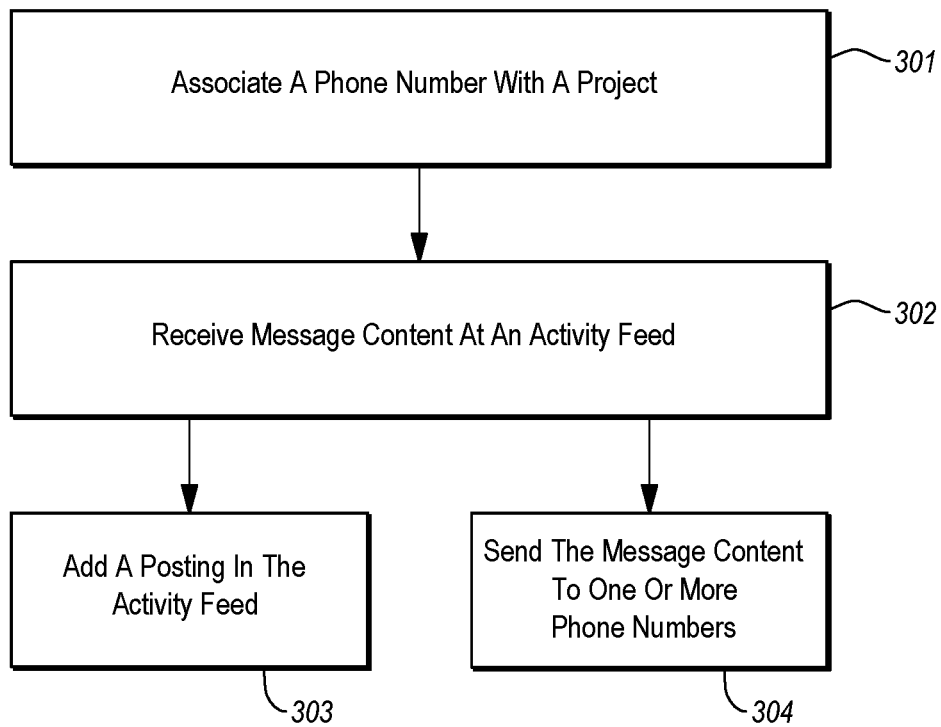 Associate A Phone Number With A Project
301
Receive Message Content At An Activity Feed
302
Add A Posting In The
Activity Feed
303
Send The Message Content
To One Or More
Phone Numbers
304